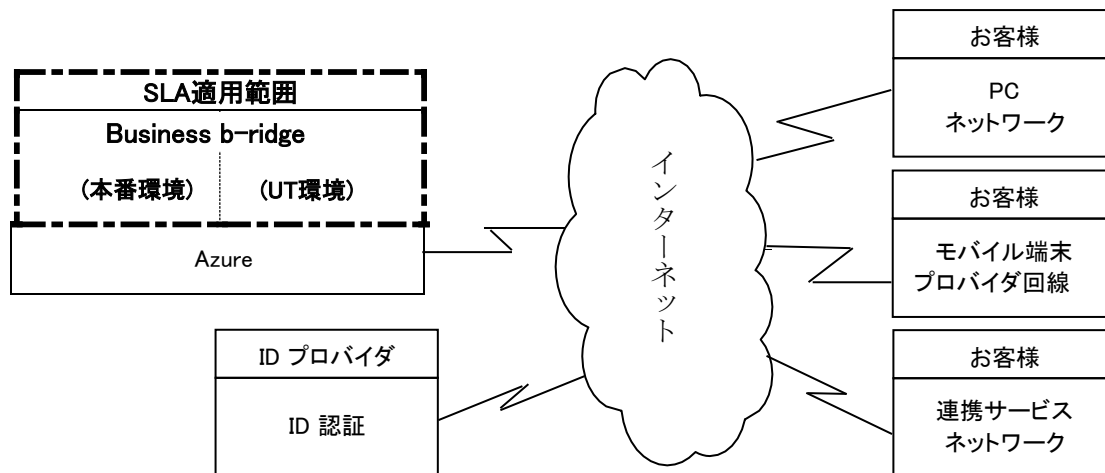 SLA適用範囲
Business b-ridge
(本番環境)
(UT環境)
Azure
ID プロバイダ
ID 認証
インターネット
お客様
PC
ネットワーク
お客様
モバイル端末
プロバイダ回線
お客様
連携サービス
ネットワーク